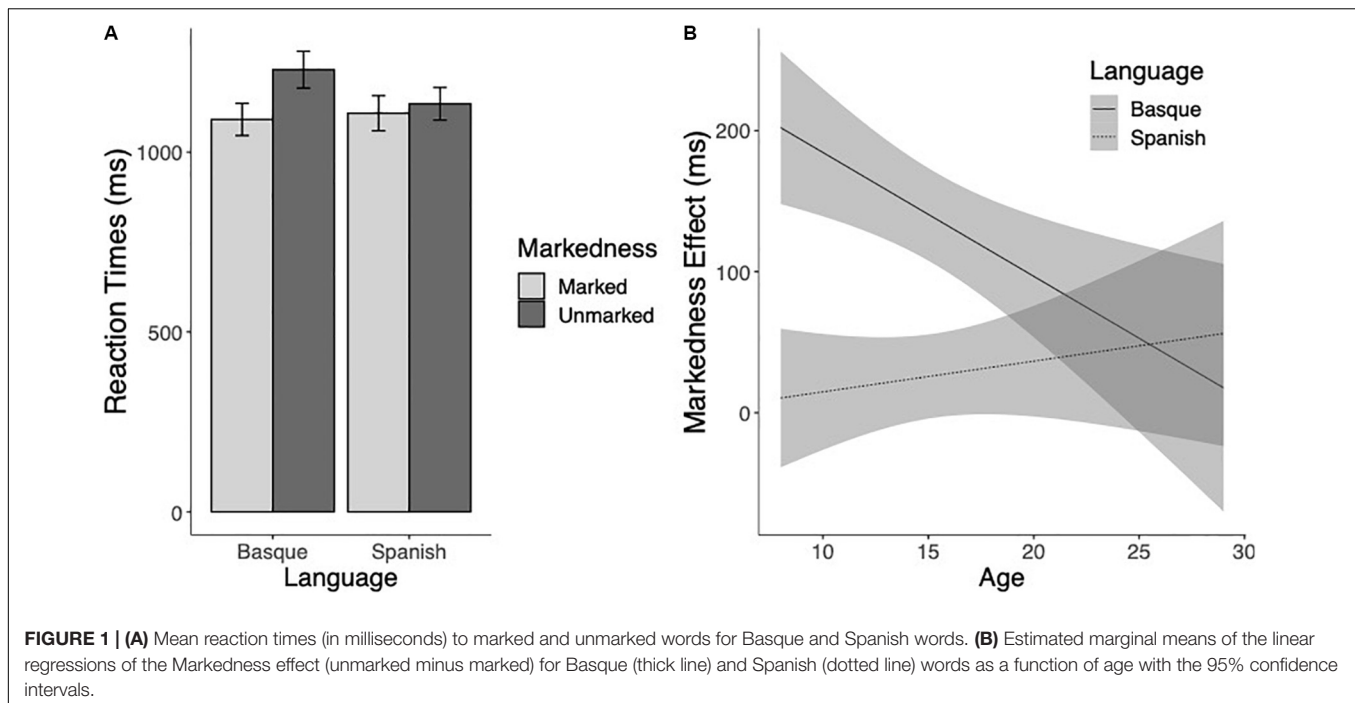 A
Reaction Times (ms)
1000
500
0
Basque
Spanish
Language
Markedness
Marked
Unmarked
B
Markedness Effect (ms)
200
100
0
10
15
20
25
30
Age
Language
Basque
Spanish
FIGURE 1 | (A) Mean reaction times (in milliseconds) to marked and unmarked words for Basque and Spanish words. (B) Estimated marginal means of the linear
regressions of the Markedness effect (unmarked minus marked) for Basque (thick line) and Spanish (dotted line) words as a function of age with the 95% confidence
intervals.